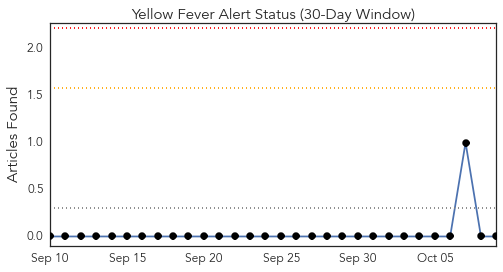 Yellow Fever Alert Status (30-Day Window)
Articles Found
2.0
1.5
1.0
0.5
0.0
Sep 10 Sep 15 Sep 20 Sep 25 Sep 30 Oct 05